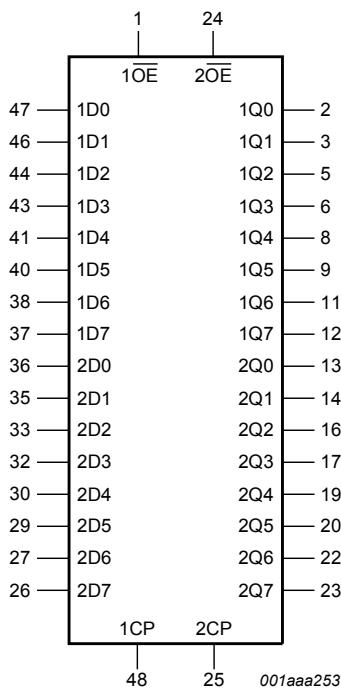 1 24
1O̅E̅ 2O̅E̅
47 1D0 1Q0 2
46 1D1 1Q1 3
44 1D2 1Q2 5
43 1D3 1Q3 6
41 1D4 1Q4 8
40 1D5 1Q5 9
38 1D6 1Q6 11
37 1D7 1Q7 12
36 2D0 2Q0 13
35 2D1 2Q1 14
33 2D2 2Q2 16
32 2D3 2Q3 17
30 2D4 2Q4 19
29 2D5 2Q5 20
27 2D6 2Q6 22
26 2D7 2Q7 23
1CP 2CP
48 25 001aaa253